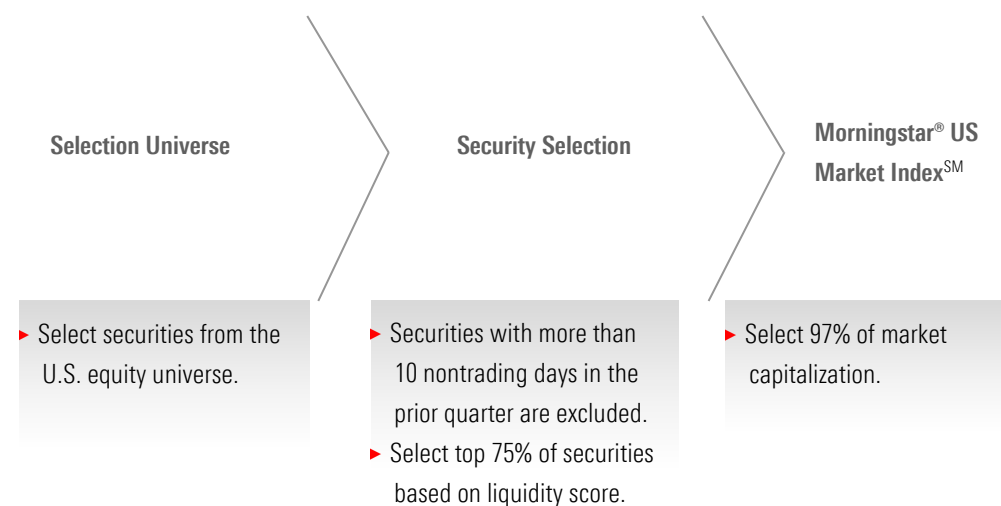 Selection Universe
Security Selection
Morningstar® US
Market Index℠
► Select securities from the
U.S. equity universe.
► Securities with more than
10 nontrading days in the
prior quarter are excluded.
► Select top 75% of securities
based on liquidity score.
► Select 97% of market
capitalization.